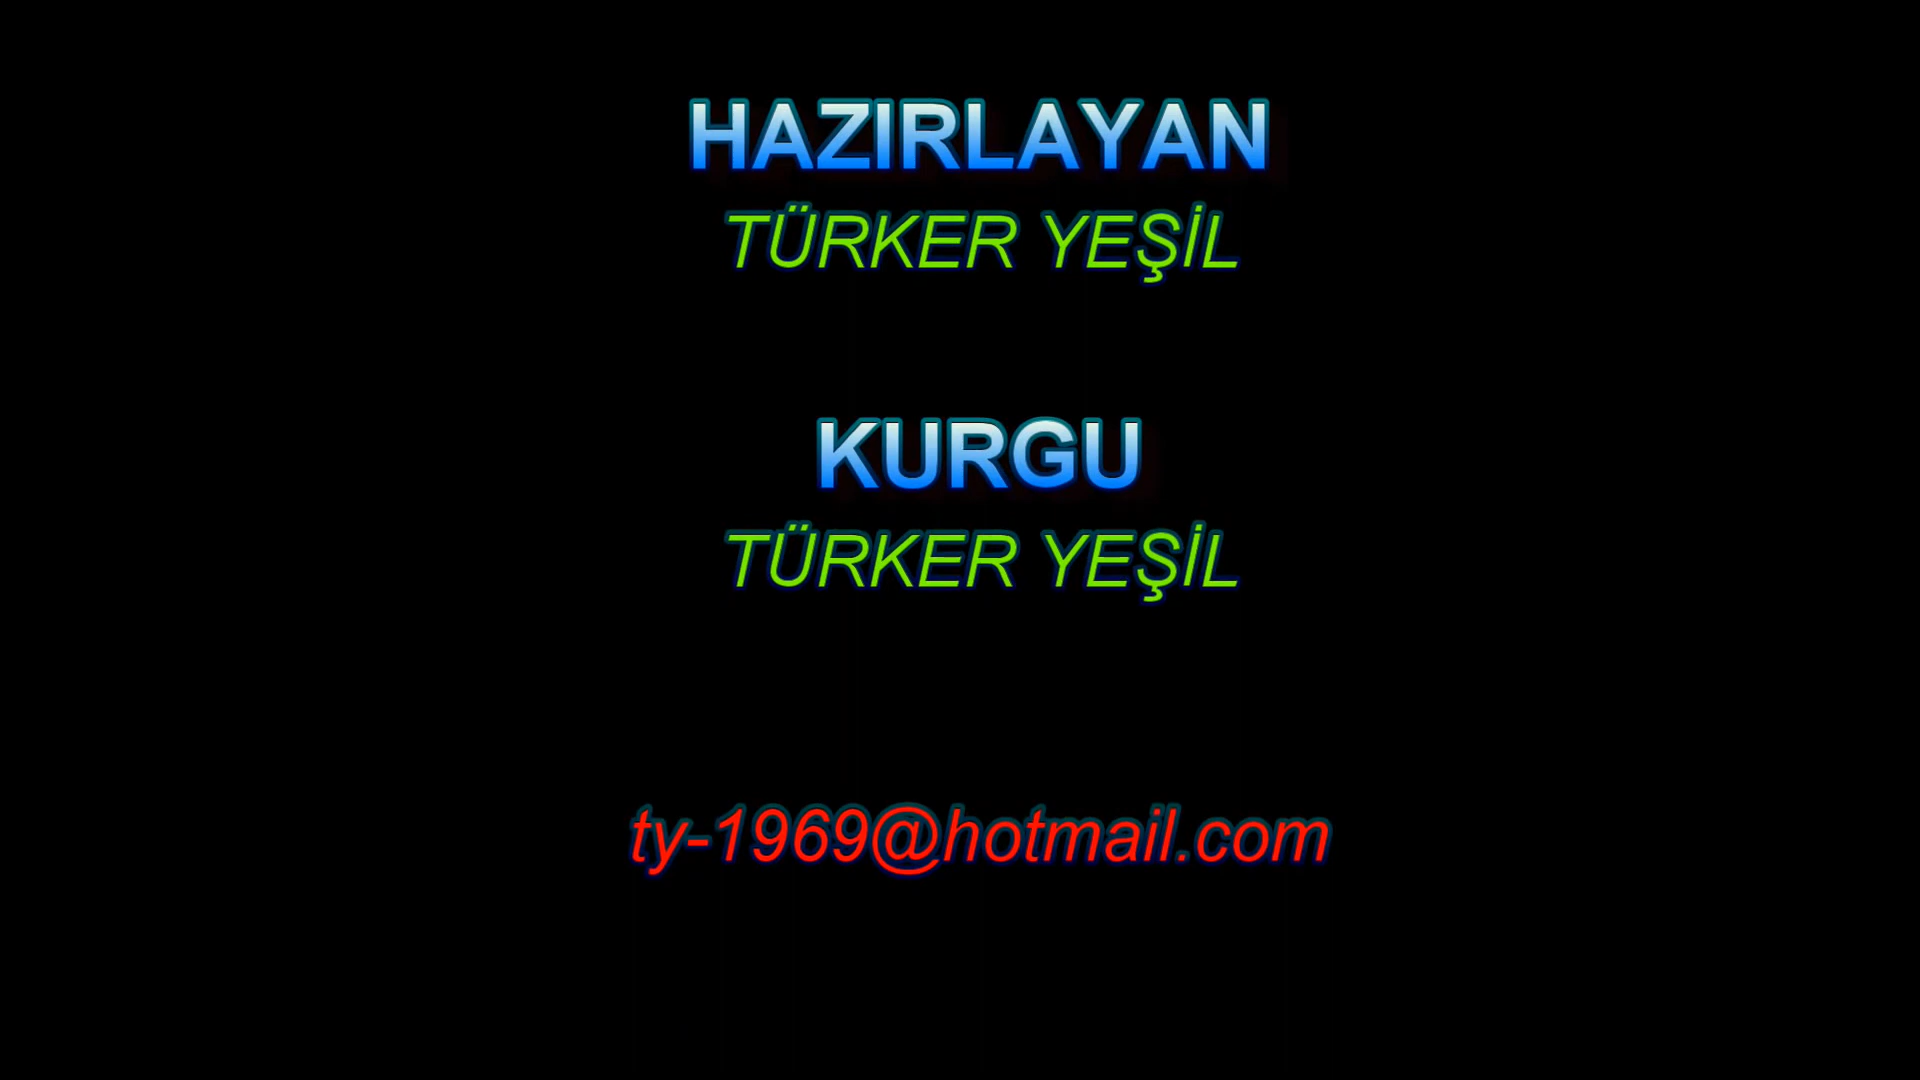 HAZIRLAYAN
TÜRKER YEŞİL
KURGU
TÜRKER YEŞİL
ty-1969@hotmail.com